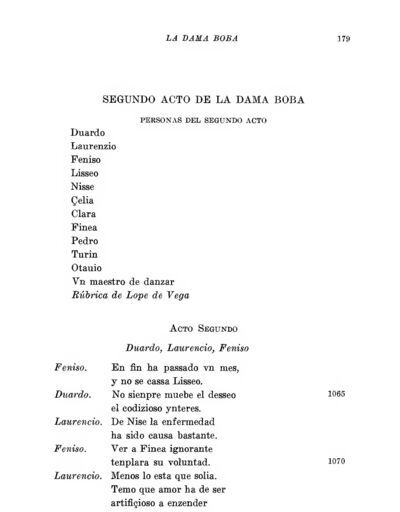 LA DAMA BOBA 179
SEGUNDO ACTO DE LA DAMA BOBA
PERSONAS DEL SEGUNDO ACTO
Duardo
Laurenzio
Feniso
Lisseo
Nisse
Çelia
Clara
Finea
Pedro
Turin
Otauio
Vn maestro de danzar
Rúbrica de Lope de Vega
ACTO SEGUNDO
Duardo, Laurencio, Feniso
Feniso. En fin ha passado vn mes,
y no se cassa Lisseo.
Duardo. No sienpre muebe el desseo 1065
el codizioso ynteres.
Laurencio. De Nise la enfermedad
ha sido causa bastante.
Feniso. Ver a Finea ignorante
tenplara su voluntad. 1070
Laurencio. Menos lo esta que solia.
Temo que amor ha de ser
artifiçioso a enzender